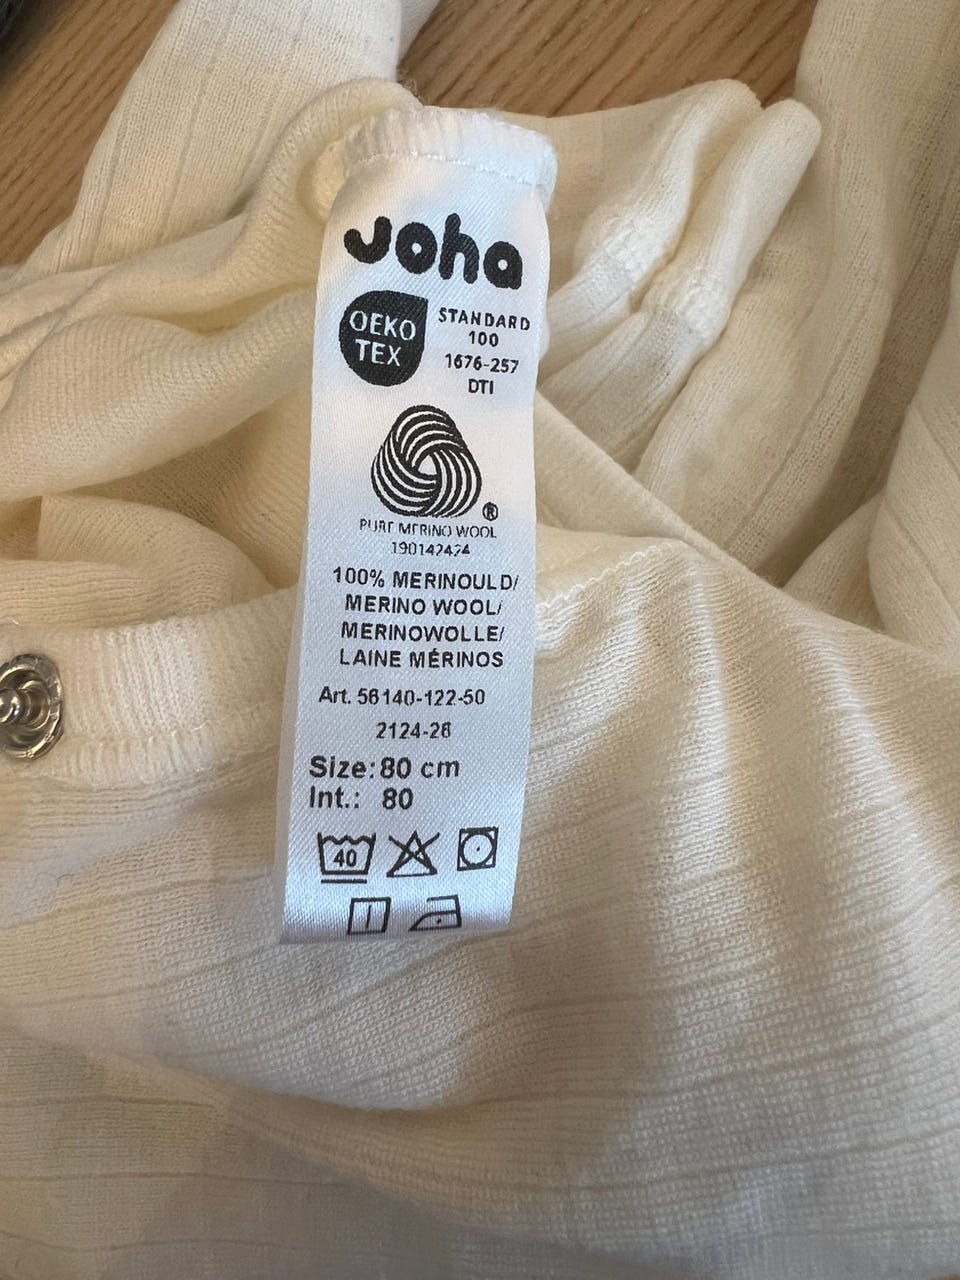 Joha
OEKO
TEX
STANDARD
100
1676-257
DTI
®
PURE MERINO WOOL
190142424
100% MERINOULD/
MERINO WOOL/
MERINOWOLLE/
LAINE MÉRINOS
Art. 56140-122-50
2124-26
Size: 80 cm
Int.: 80
40